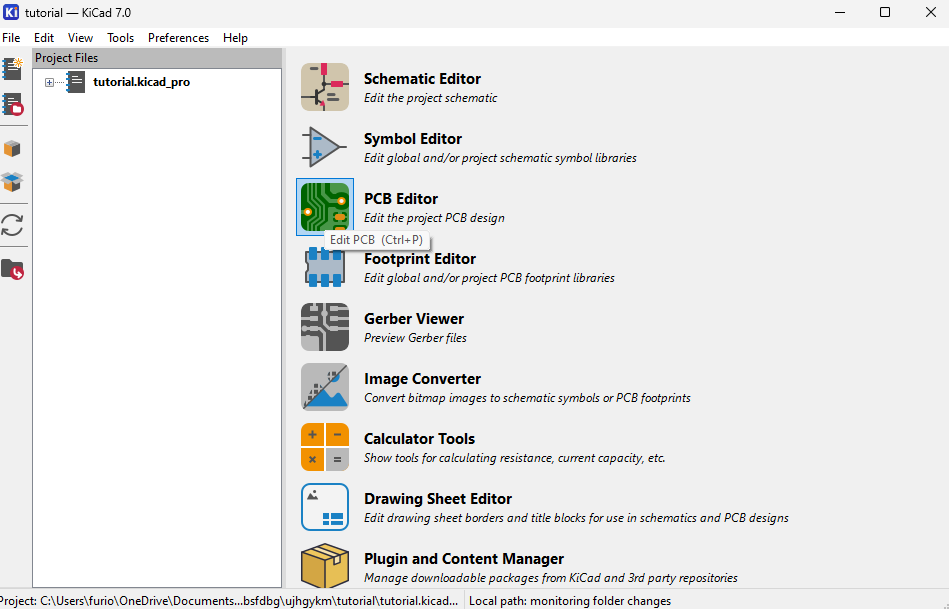 Ki tutorial — KiCad 7.0
File Edit View Tools Preferences Help
Project Files
tutorial.kicad_pro
Schematic Editor
Edit the project schematic
Symbol Editor
Edit global and/or project schematic symbol libraries
PCB Editor
Edit the project PCB design
Edit PCB (Ctrl+P)
Footprint Editor
Edit global and/or project PCB footprint libraries
Gerber Viewer
Preview Gerber files
Image Converter
Convert bitmap images to schematic symbols or PCB footprints
Calculator Tools
Show tools for calculating resistance, current capacity, etc.
Drawing Sheet Editor
Edit drawing sheet borders and title blocks for use in schematics and PCB designs
Plugin and Content Manager
Manage downloadable packages from KiCad and 3rd party repositories
Project: C:\Users\furio\OneDrive\Documents...bsfdbg\ujhgykm\tutorial\tutorial.kicad... Local path: monitoring folder changes